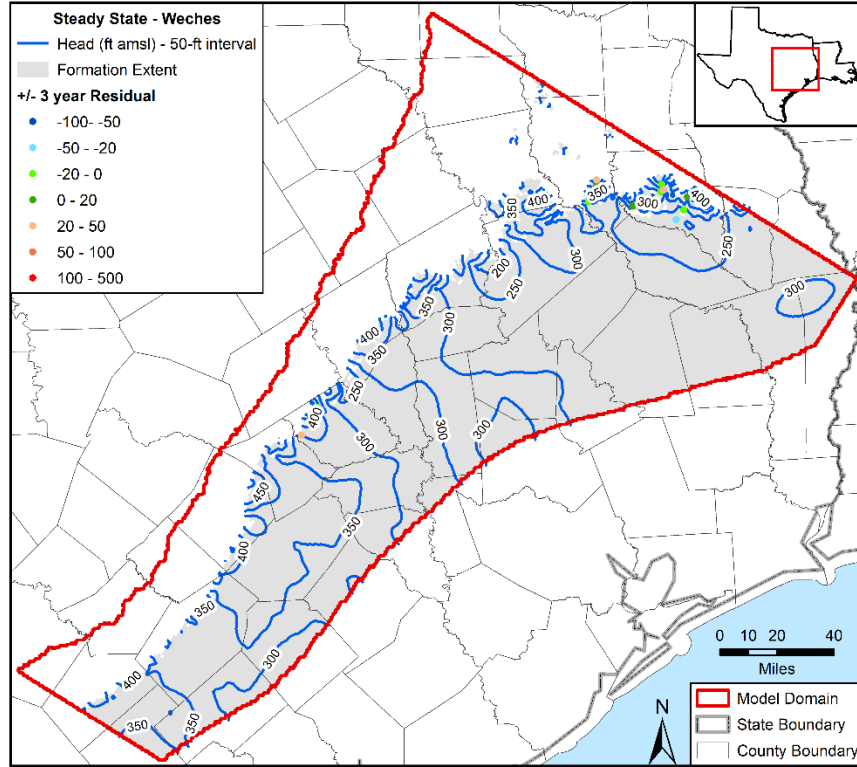 Steady State - Weches
Head (ft amsl) - 50-ft interval
Formation Extent
+/- 3 year Residual
-100- -50
-50 - -20
-20 - 0
0 - 20
20 - 50
50 - 100
100 - 500
400
350
350
300
400
300
250
200
250
300
350
300
400
350
250
400
300
300
300
450
350
400
350
300
400
350
350
0 10 20 40
Miles
N
Model Domain
State Boundary
County Boundary